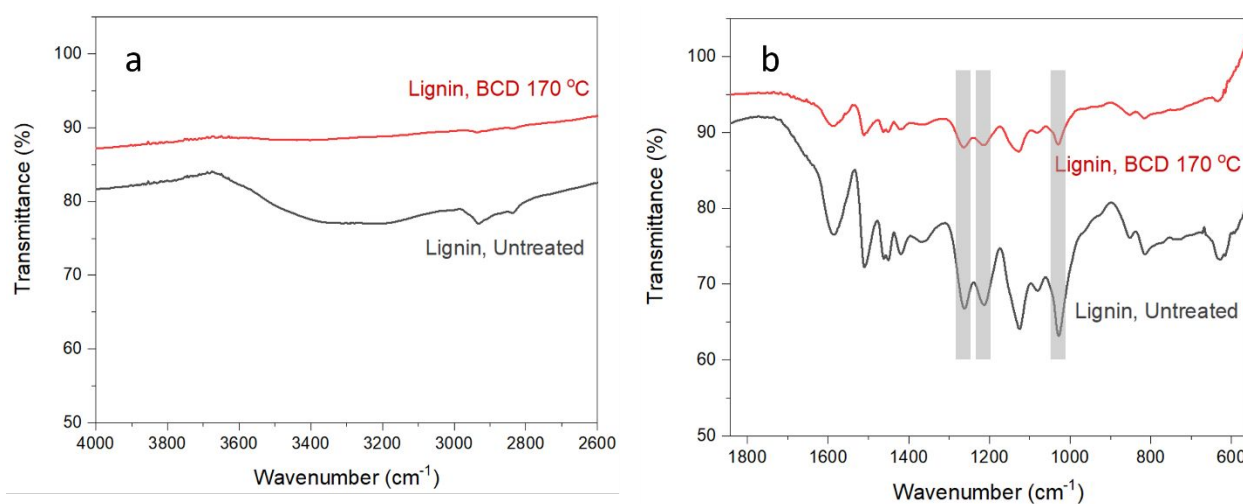 a
Lignin, BCD 170 °C
Lignin, Untreated
Transmittance (%)
100
90
80
70
60
50
4000
3800
3600
3400
3200
3000
2800
2600
Wavenumber (cm⁻¹)
b
Lignin, BCD 170 °C
Lignin, Untreated
Transmittance (%)
100
90
80
70
60
50
1800
1600
1400
1200
1000
800
600
Wavenumber (cm⁻¹)